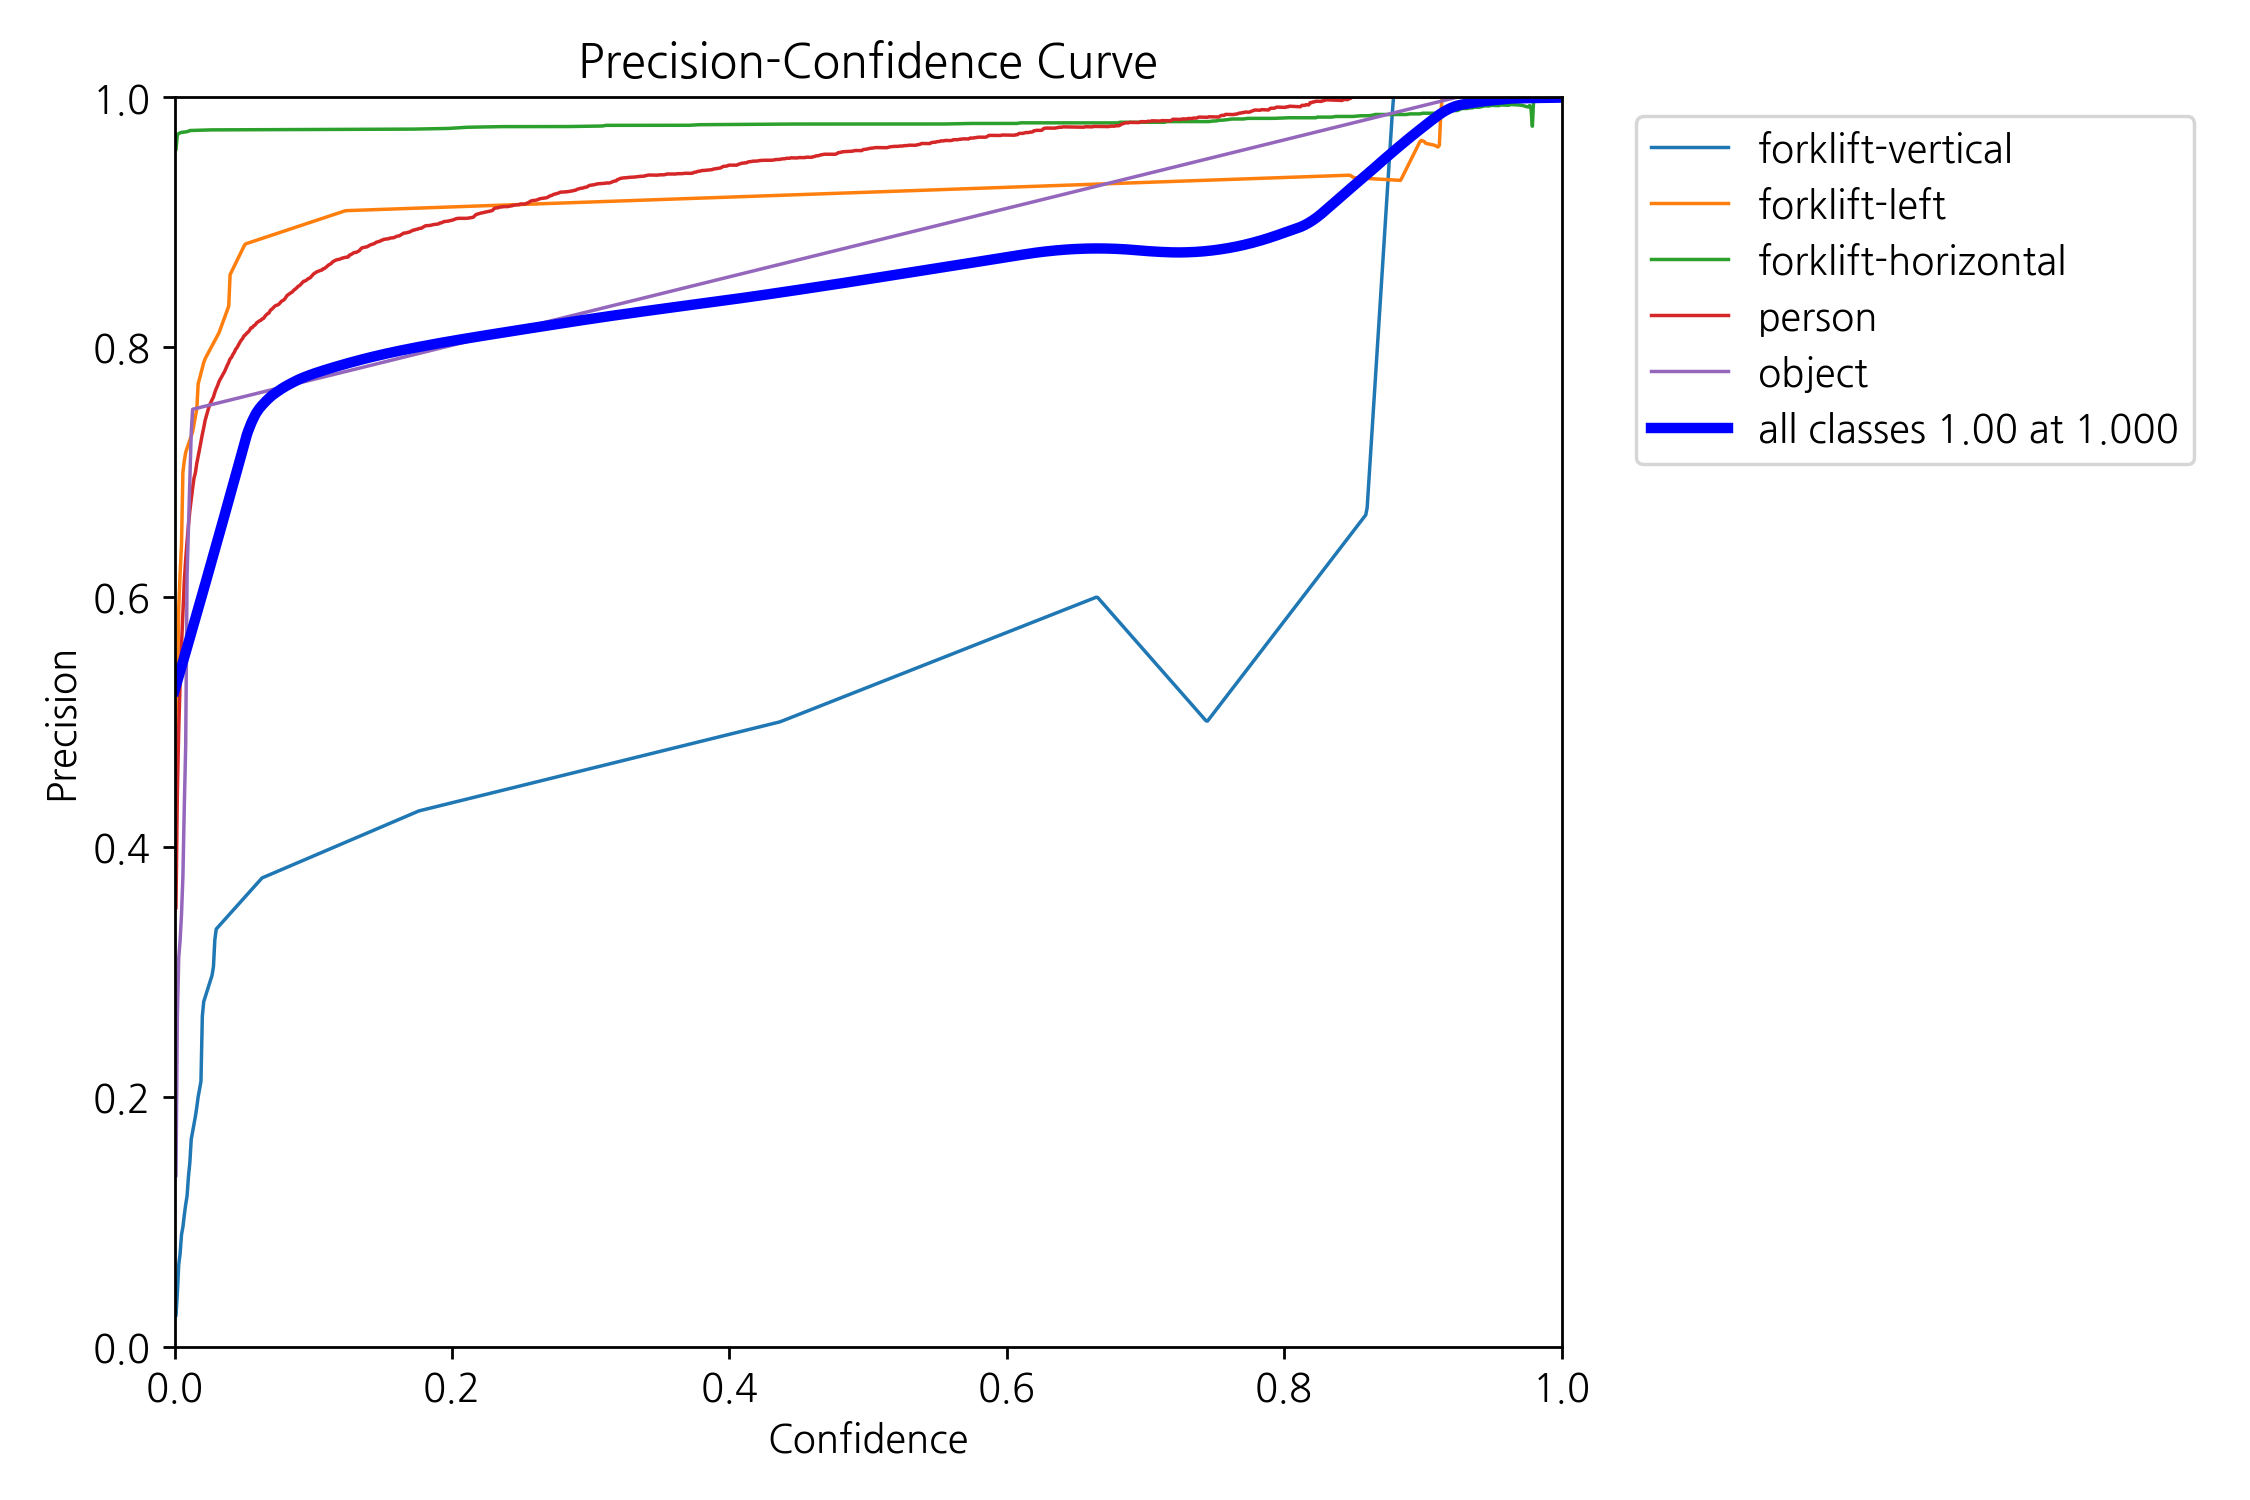 Precision-Confidence Curve
1.0
0.8
0.6
0.4
0.2
0.0
Precision
0.0 0.2 0.4 0.6 0.8 1.0
Confidence
forklift-vertical
forklift-left
forklift-horizontal
person
object
all classes 1.00 at 1.000